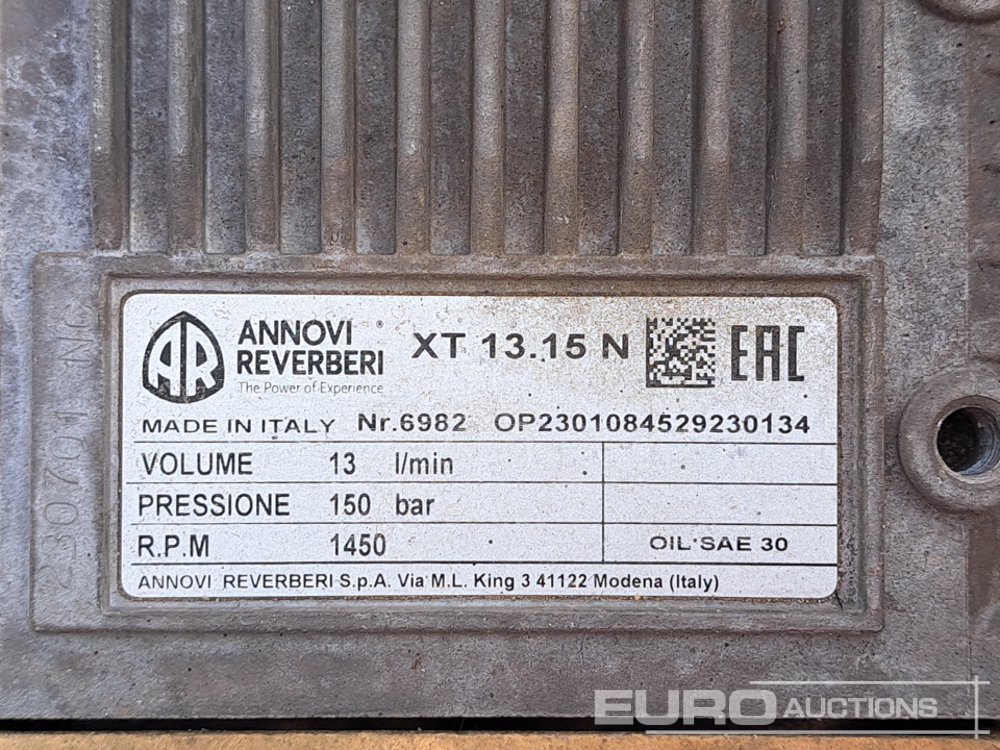 ANNOVI
REVERBERI
The Power of Experience
AR
XT 13.15 N
EAC
MADE IN ITALY Nr.6982 OP2301084529230134
VOLUME 13 l/min
PRESSIONE 150 bar
R.P.M 1450 OIL SAE 30
ANNOVI REVERBERI S.p.A. Via M.L. King 3 41122 Modena (Italy)
EURO AUCTIONS